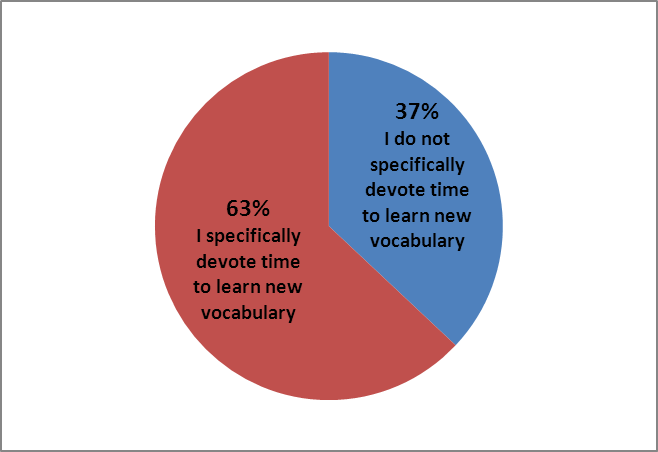 37%
I do not
specifically
devote time
to learn new
vocabulary
63%
I specifically
devote time
to learn new
vocabulary